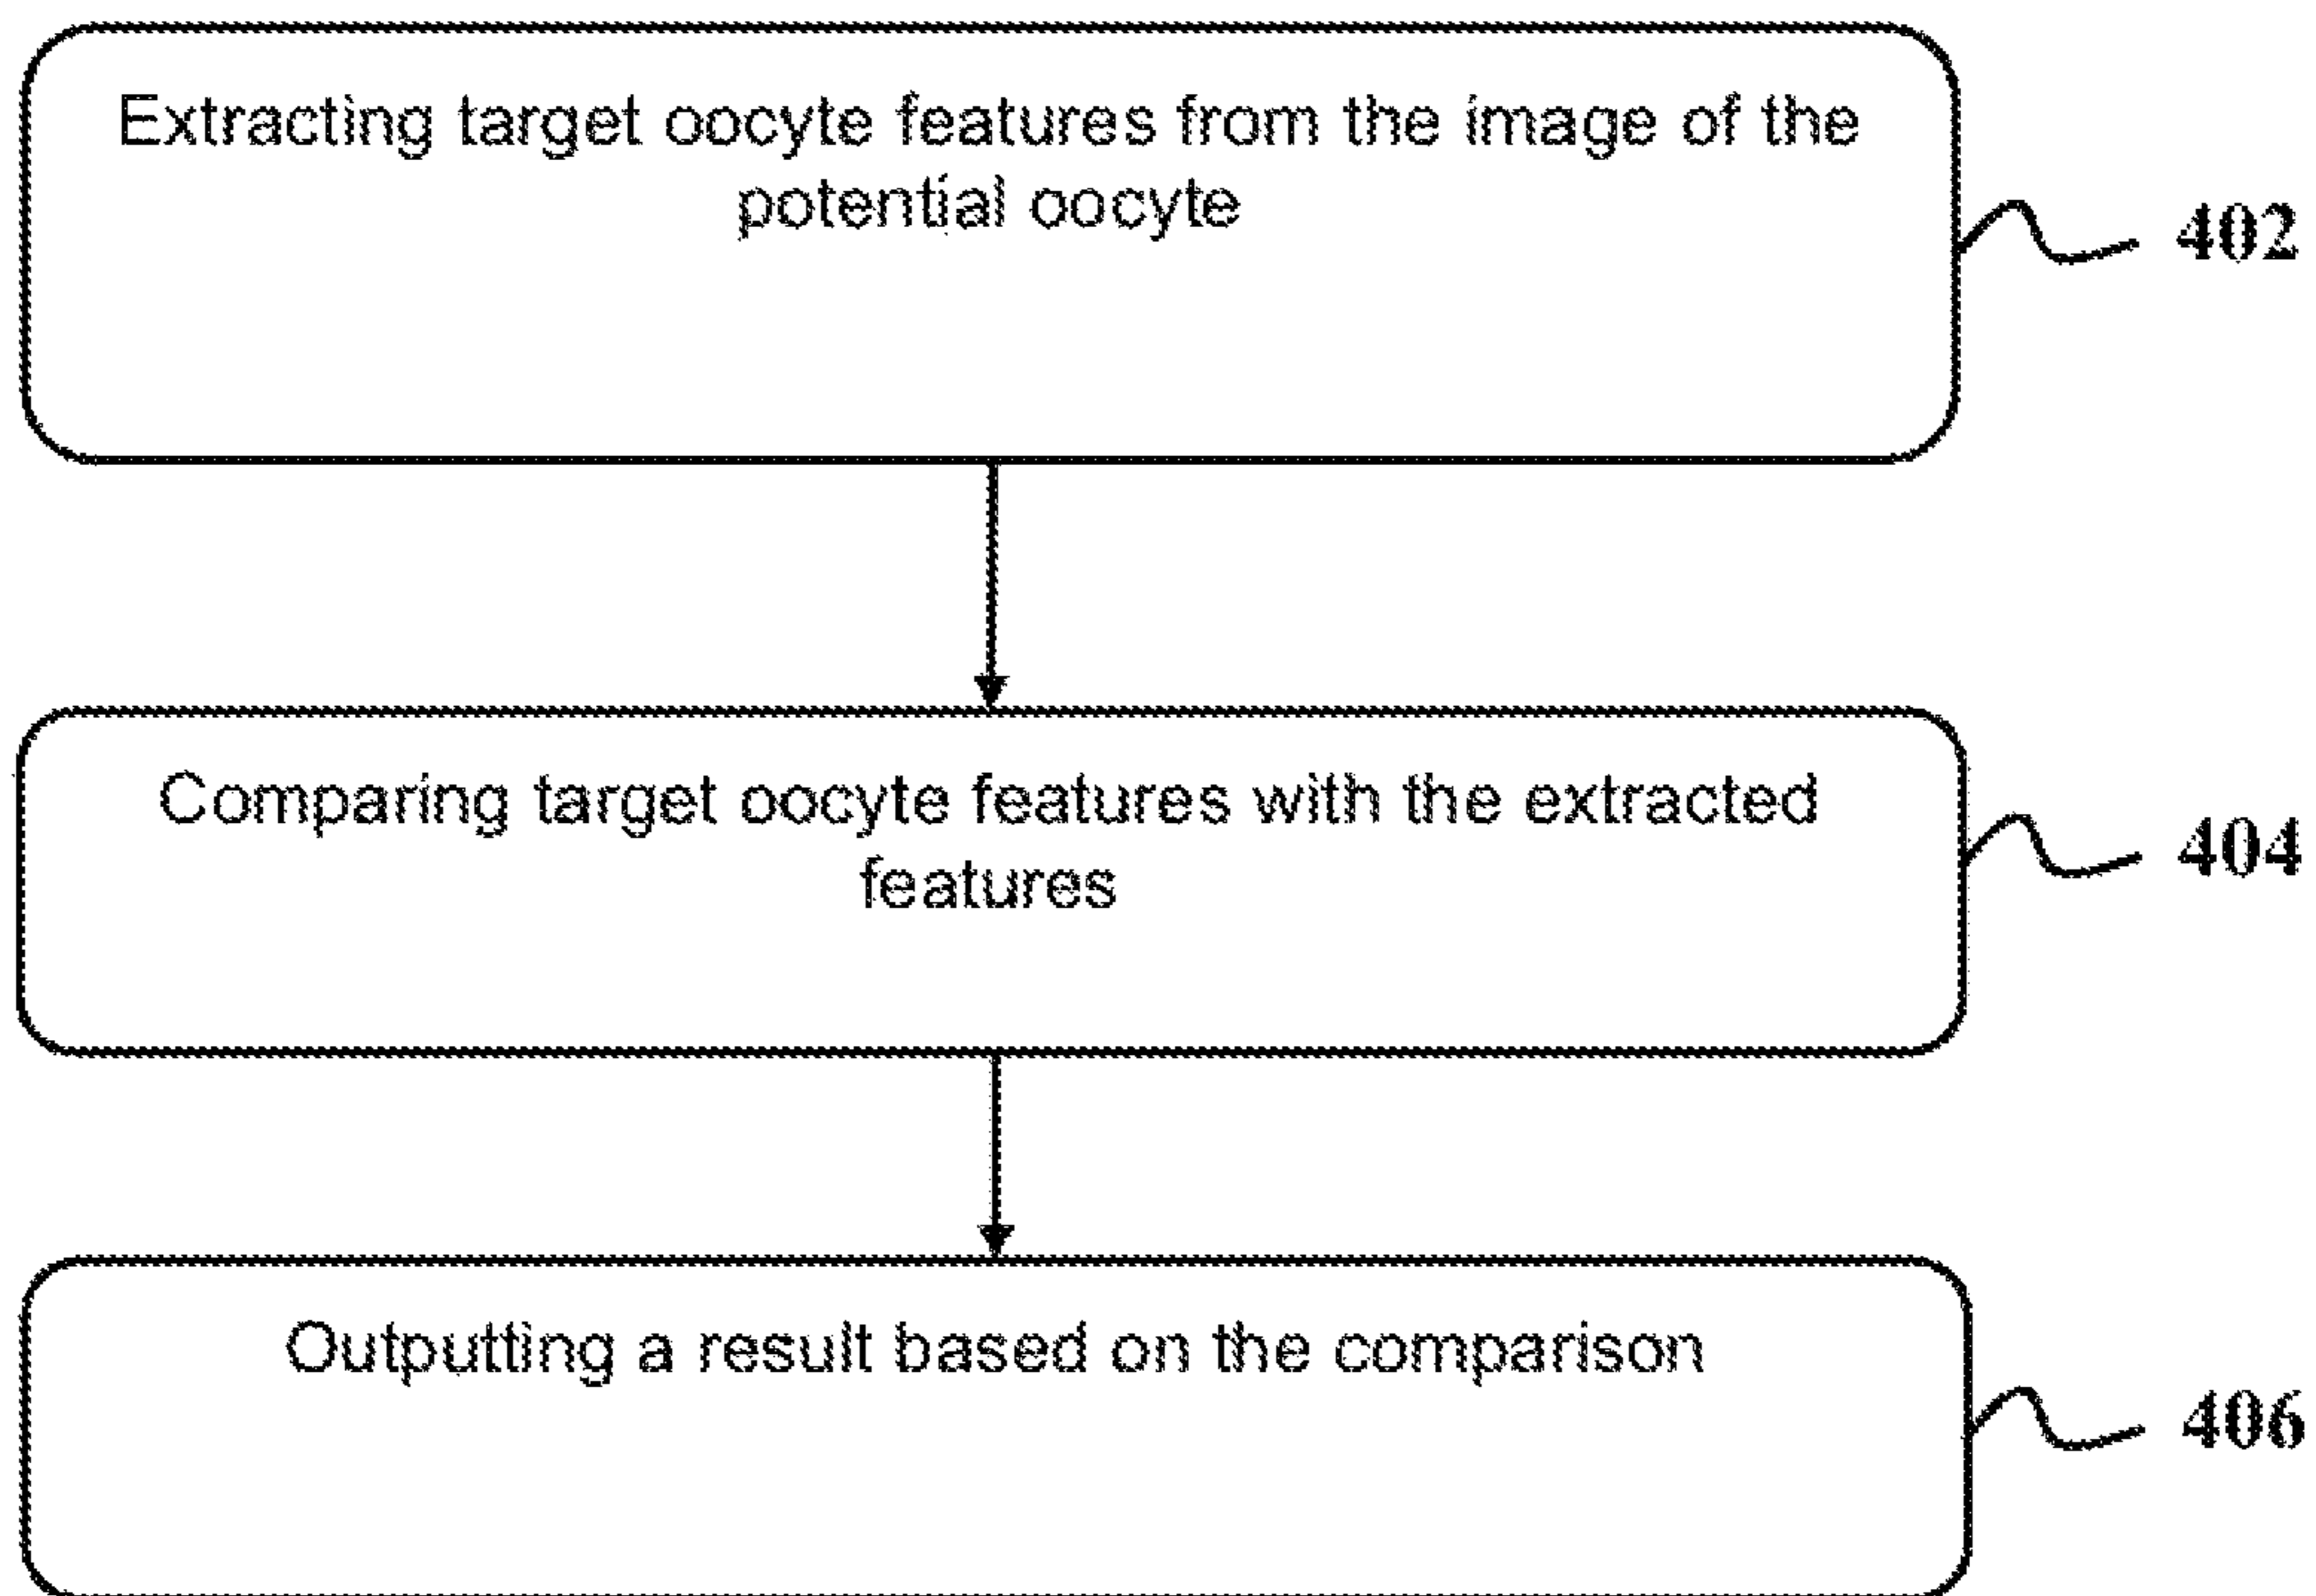 Extracting target oocyte features from the image of the
potential oocyte
402
Comparing target oocyte features with the extracted
features
404
Outputting a result based on the comparison
406